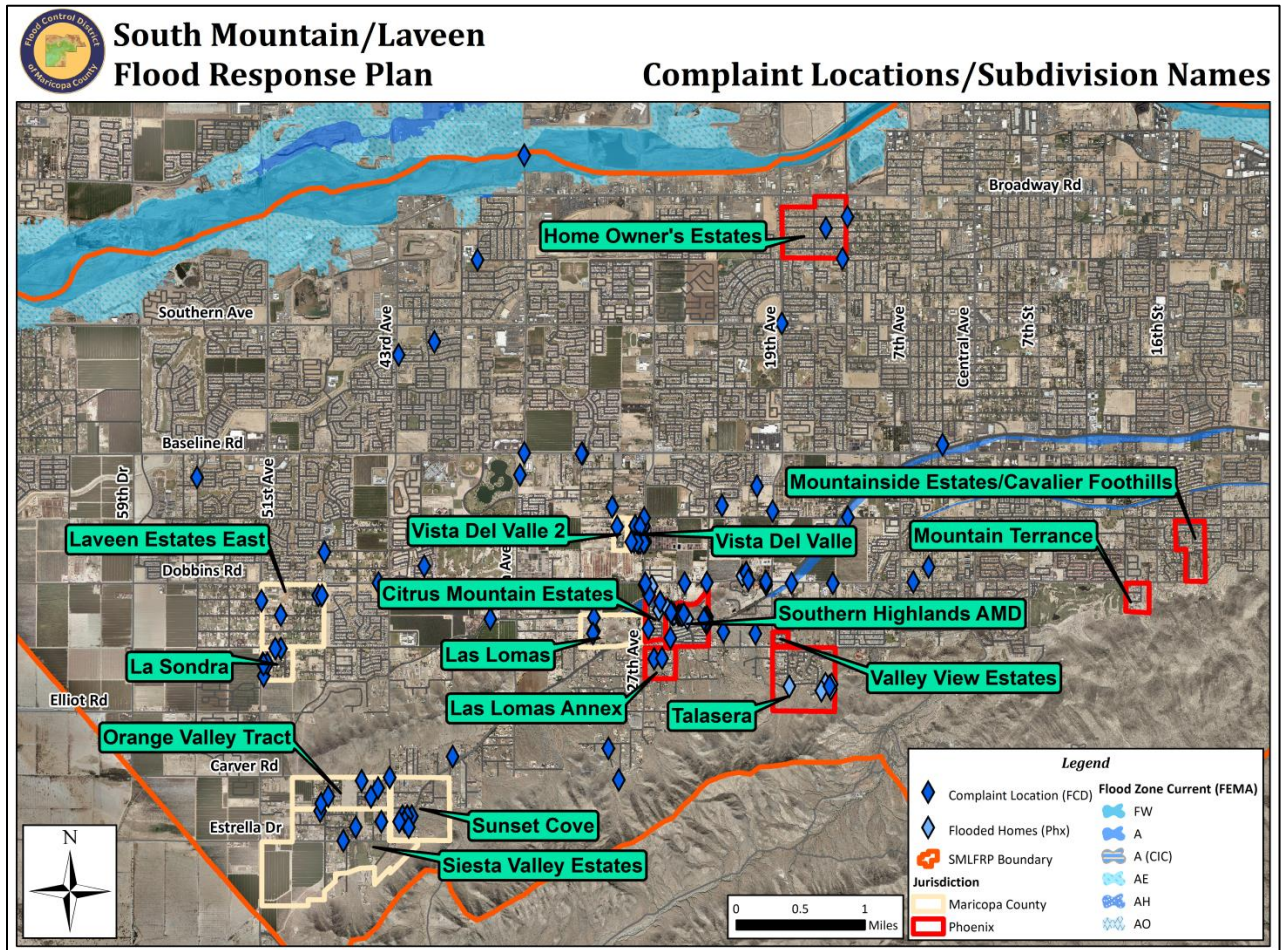 Flood Control District
of Maricopa County
South Mountain/Laveen
Flood Response Plan
Complaint Locations/Subdivision Names
Broadway Rd
Home Owner's Estates
Southern Ave
43rd Ave
19th Ave
7th Ave
Central Ave
7th St
16th St
Baseline Rd
59th Dr
51st Ave
Mountainside Estates/Cavalier Foothills
Vista Del Valle 2
Vista Del Valle
Mountain Terrance
Laveen Estates East
Dobbins Rd
Ave
Citrus Mountain Estates
Southern Highlands AMD
La Sondra
Las Lomas
27th Ave
Valley View Estates
Elliot Rd
Las Lomas Annex
Talasera
Orange Valley Tract
Carver Rd
Estrella Dr
Sunset Cove
Siesta Valley Estates
N
0 0.5 1
Miles
Legend
Complaint Location (FCD)
Flooded Homes (Phx)
SMLFRP Boundary
Jurisdiction
Maricopa County
Phoenix
Flood Zone Current (FEMA)
FW
A
A (CIC)
AE
AH
AO